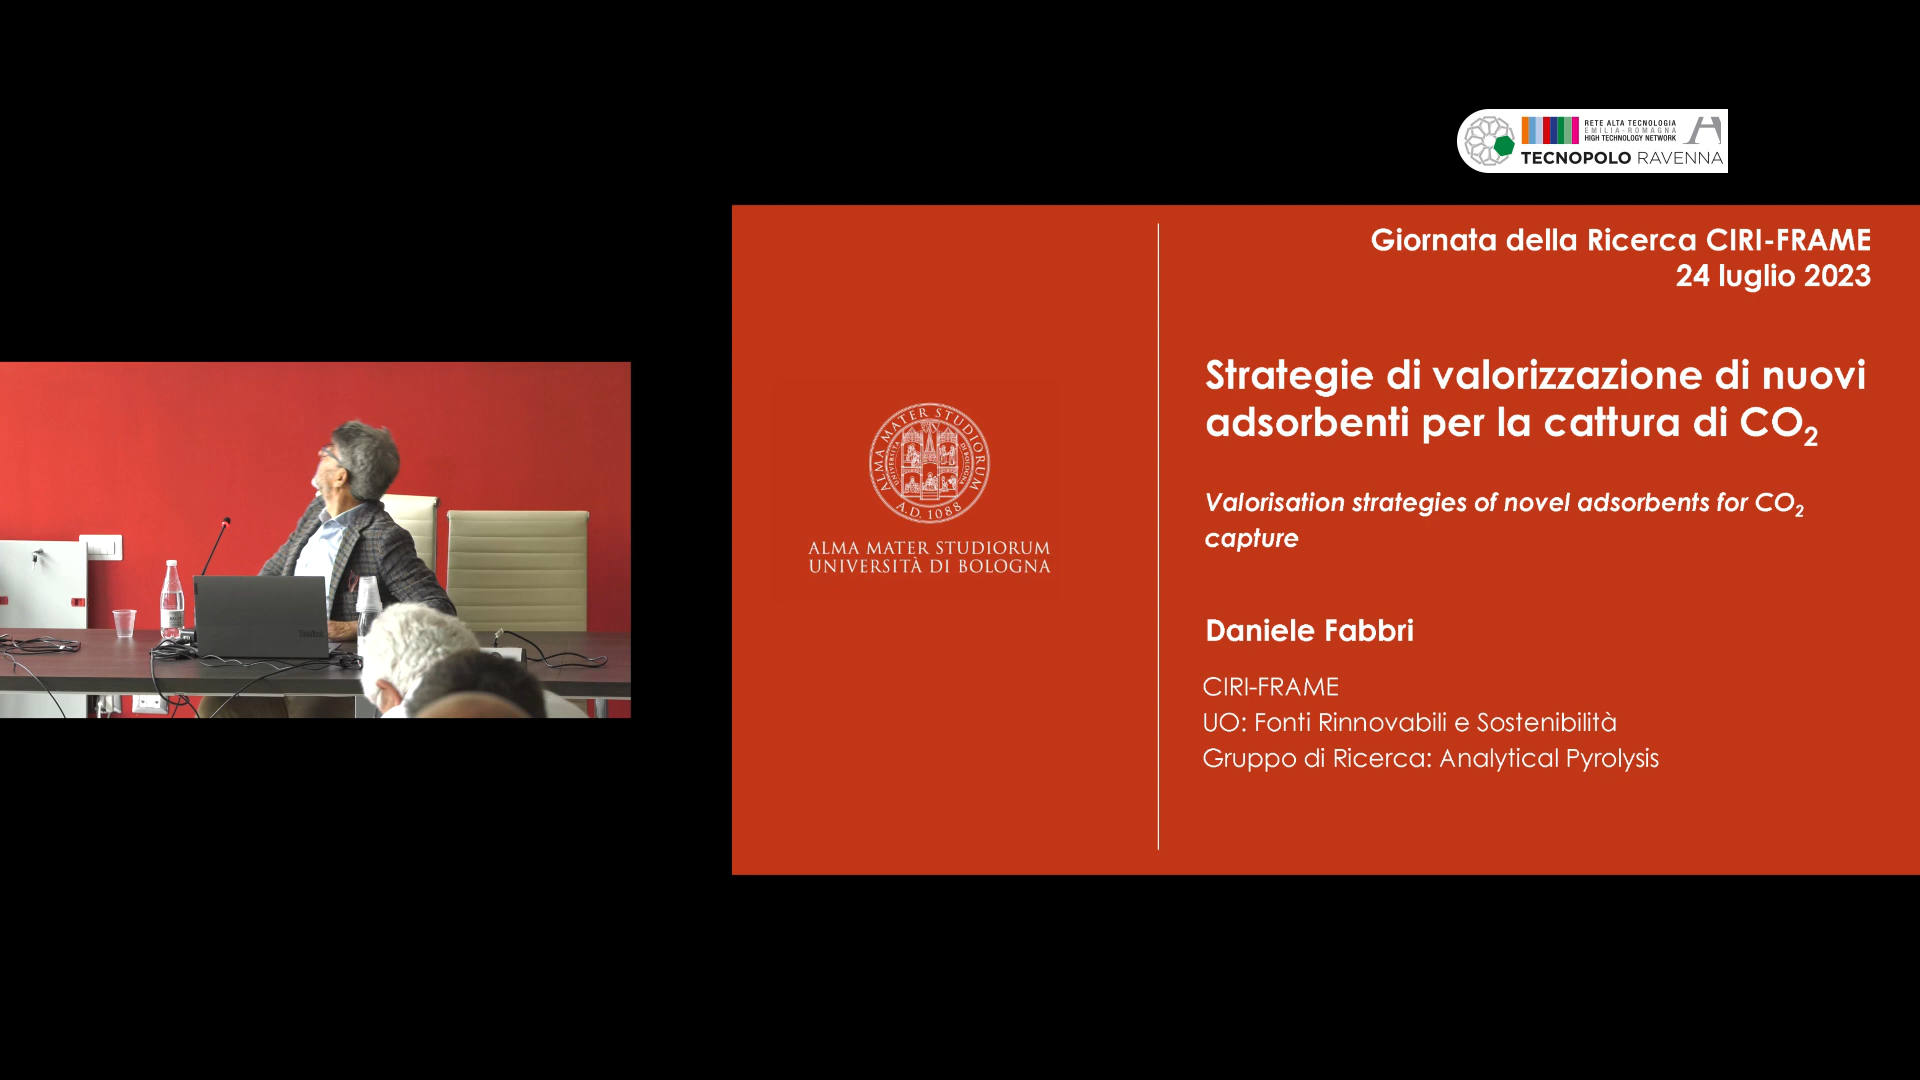 RETE ALTA TECNOLOGIA
EMILIA-ROMAGNA
HIGH TECHNOLOGY NETWORK
TECNOPOLO RAVENNA
Giornata della Ricerca CIRI-FRAME
24 luglio 2023
Strategie di valorizzazione di nuovi
adsorbenti per la cattura di CO₂
Valorisation strategies of novel adsorbents for CO₂
capture
ALMA MATER STUDIORUM
A.D. 1088
ALMA MATER STUDIORUM
UNIVERSITÀ DI BOLOGNA
Daniele Fabbri
CIRI-FRAME
UO: Fonti Rinnovabili e Sostenibilità
Gruppo di Ricerca: Analytical Pyrolysis